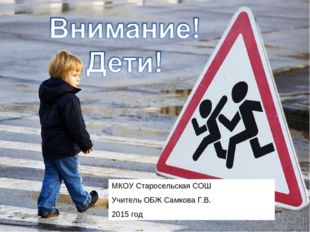 Внимание!
Дети!
МКОУ Старосельская СОШ
Учитель ОБЖ Самкова Г.В.
2015 год